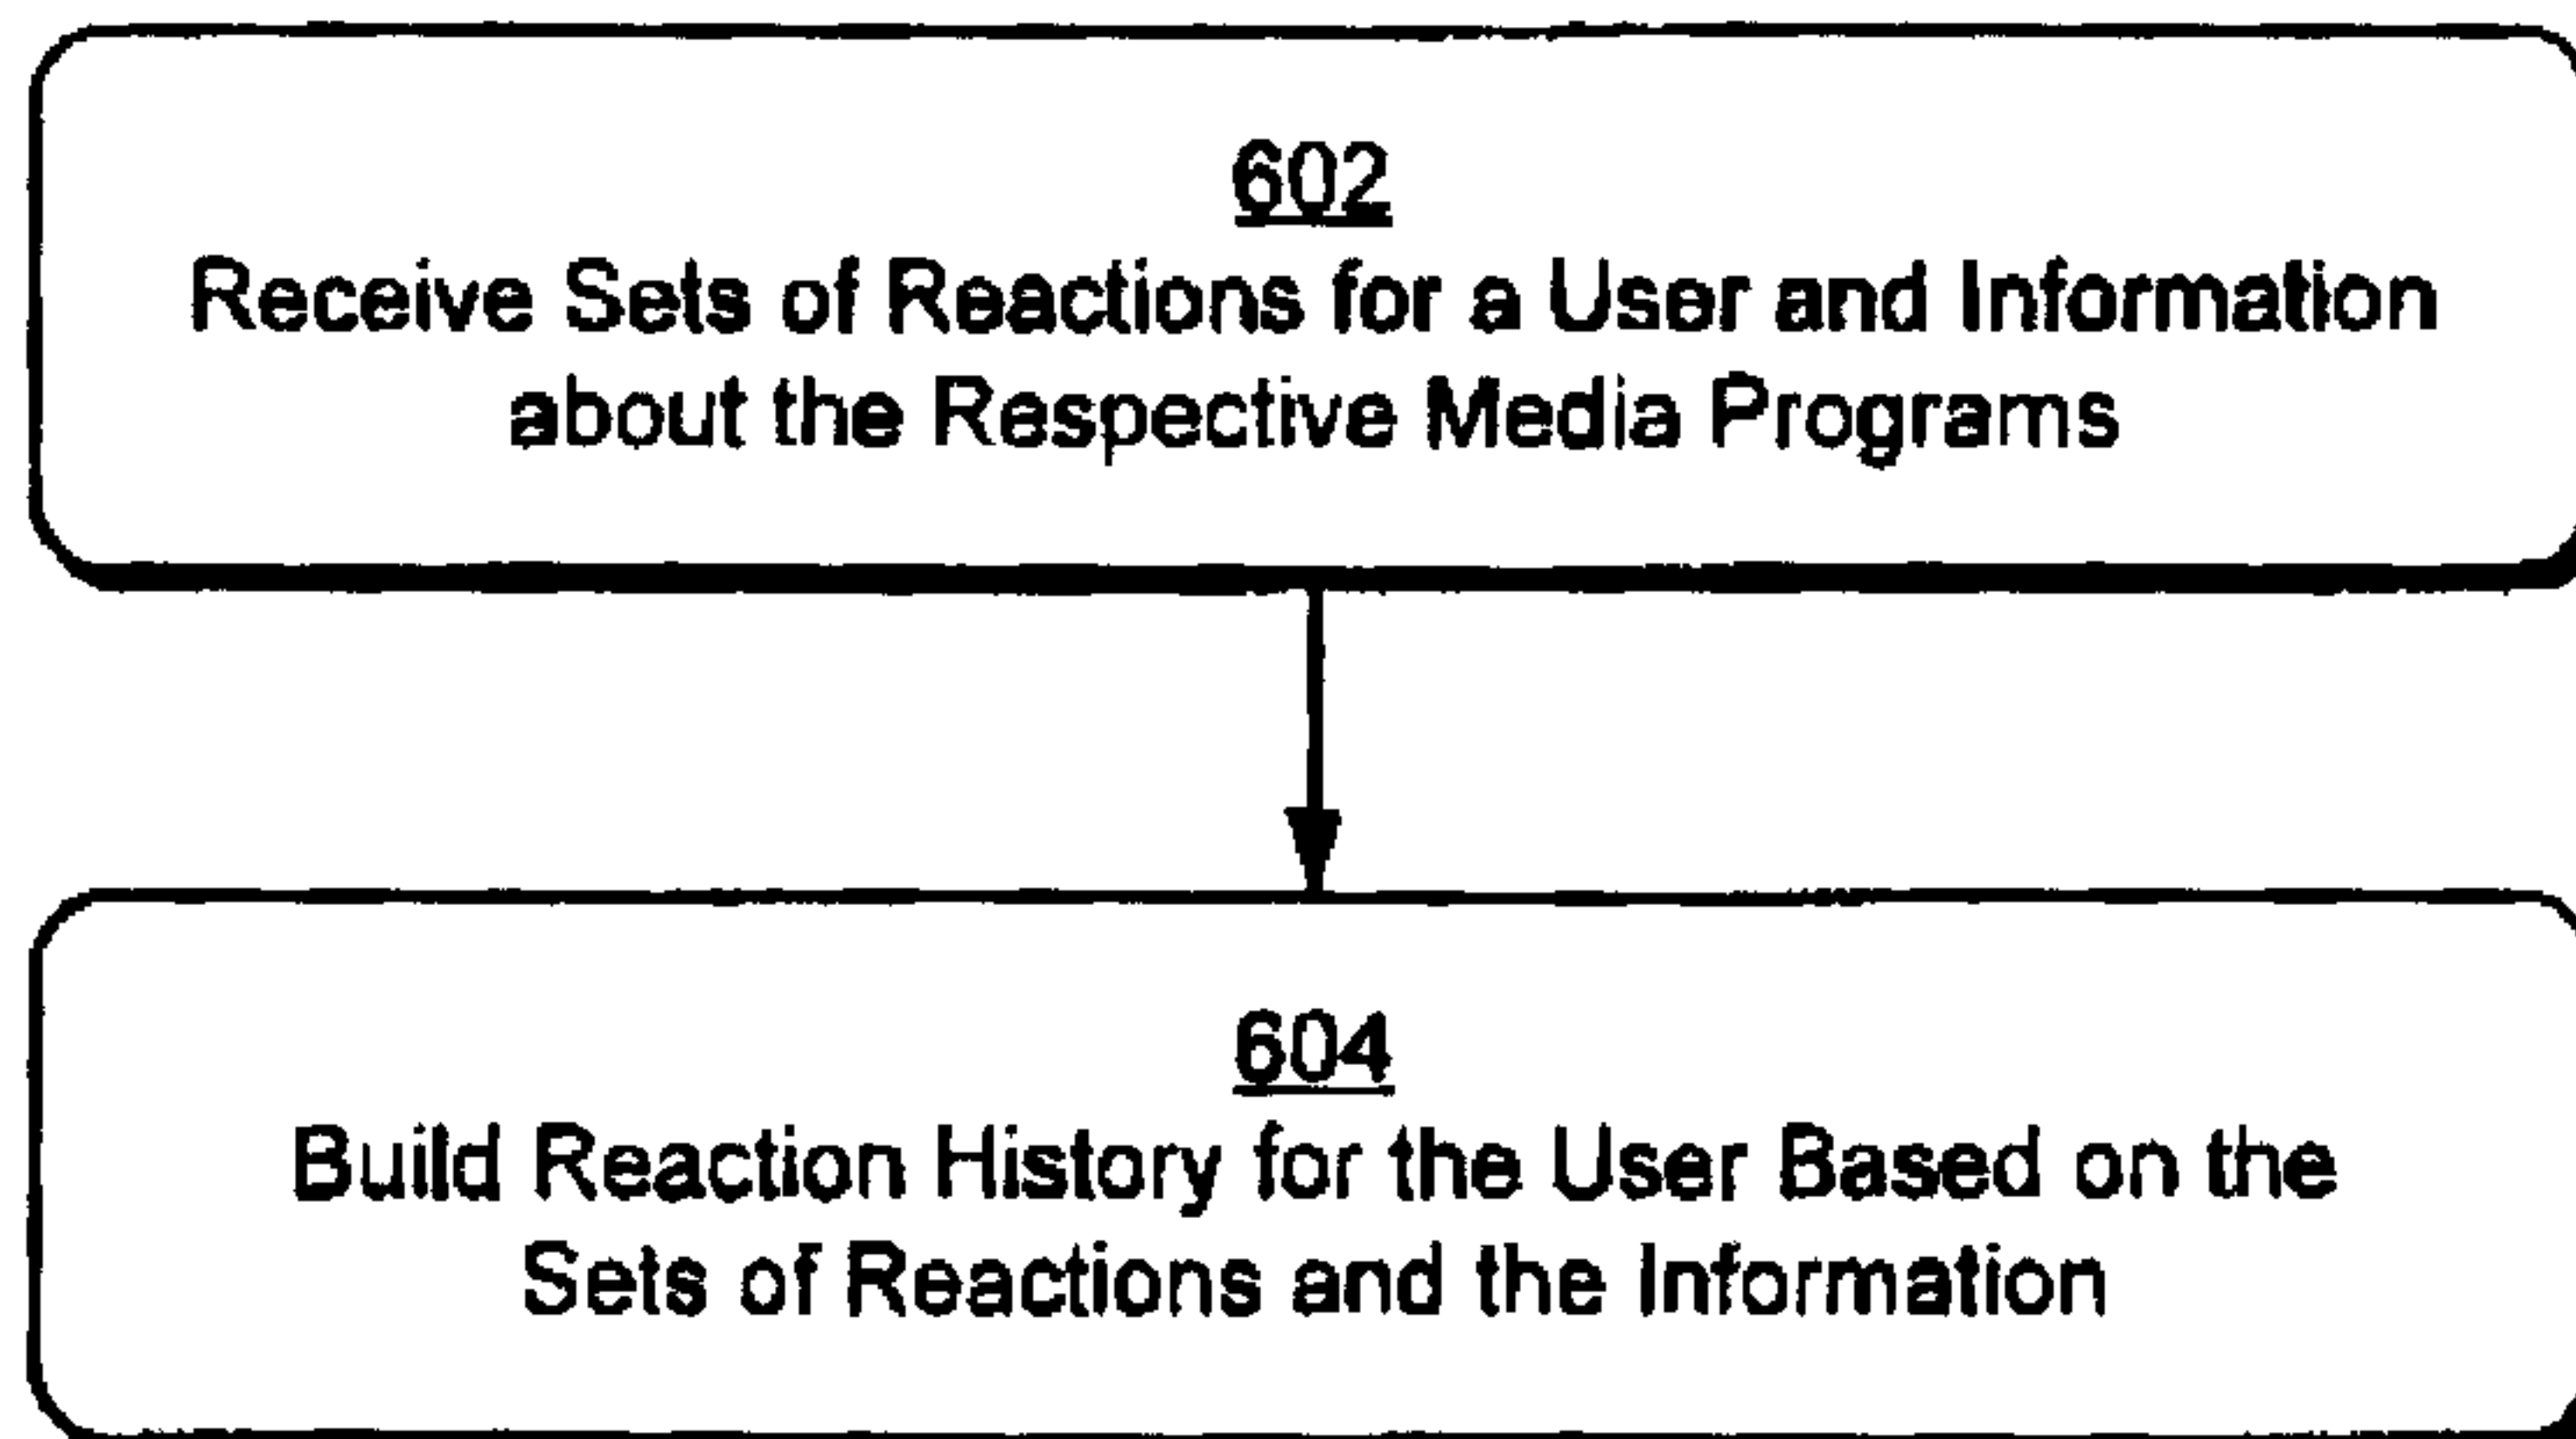 602
Receive Sets of Reactions for a User and Information
about the Respective Media Programs
604
Build Reaction History for the User Based on the
Sets of Reactions and the Information